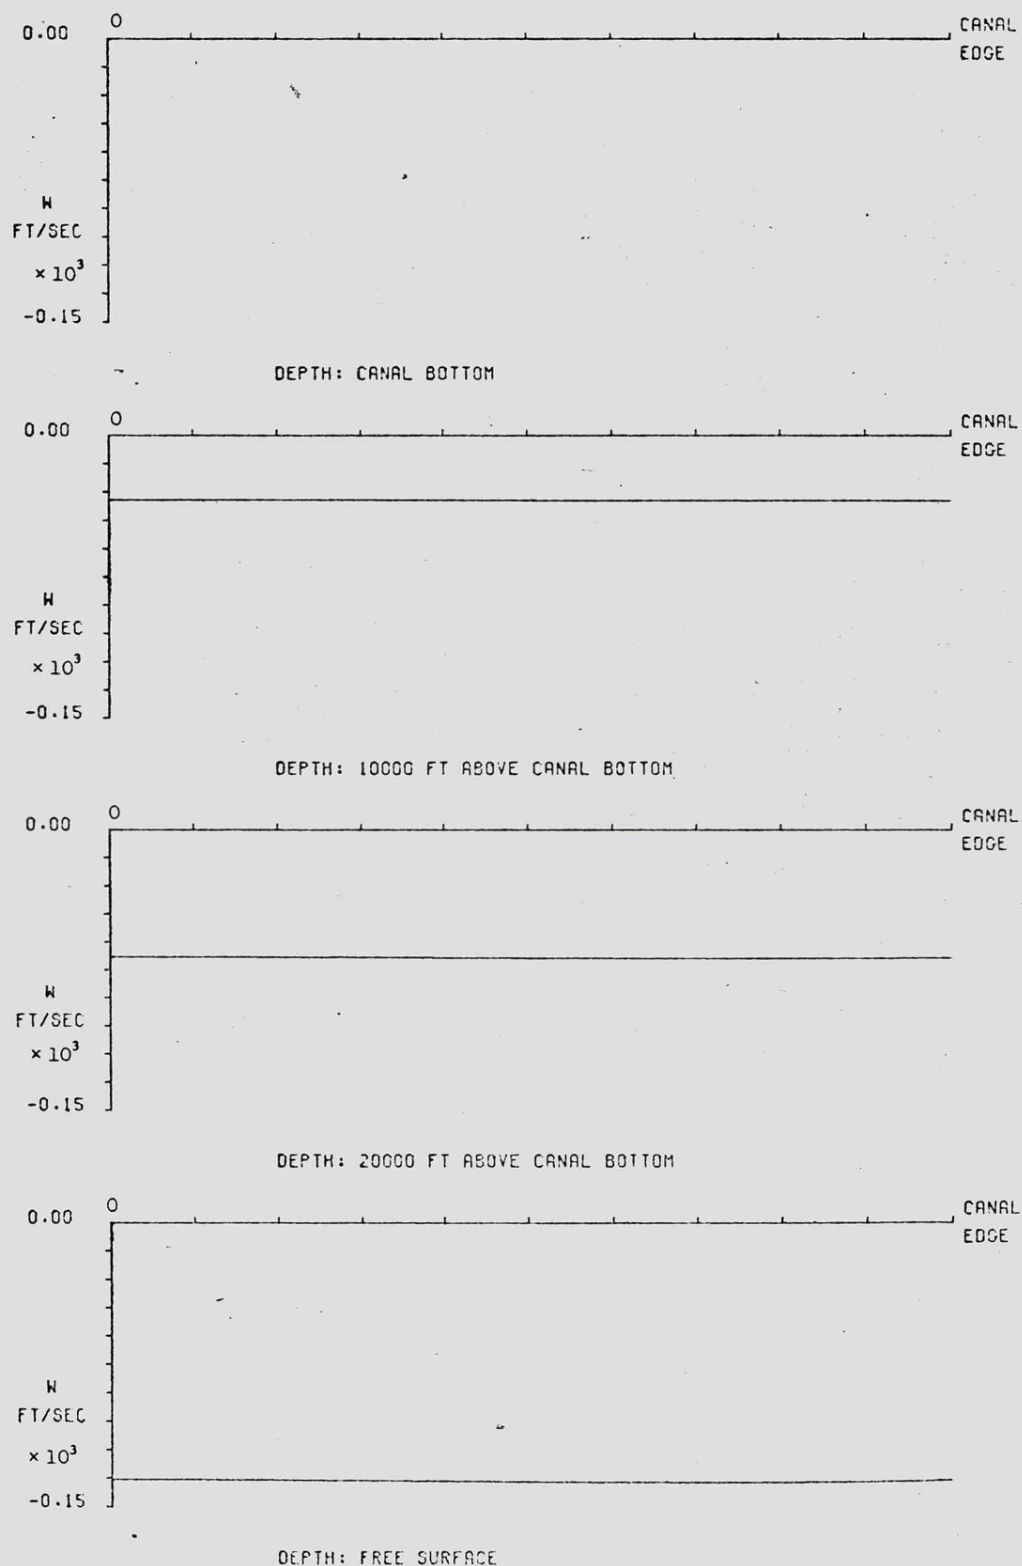 0.00 0 CANAL
EDGE
W
FT/SEC
× 10³
-0.15
DEPTH: CANAL BOTTOM
0.00 0 CANAL
EDGE
W
FT/SEC
× 10³
-0.15
DEPTH: 10000 FT ABOVE CANAL BOTTOM
0.00 0 CANAL
EDGE
W
FT/SEC
× 10³
-0.15
DEPTH: 20000 FT ABOVE CANAL BOTTOM
0.00 0 CANAL
EDGE
W
FT/SEC
× 10³
-0.15
DEPTH: FREE SURFACE